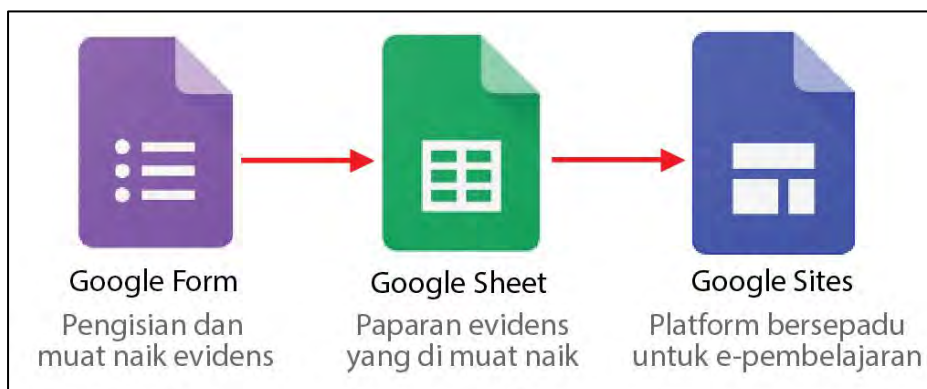 Google Form
Pengisian dan
muat naik evidens
Google Sheet
Paparan evidens
yang di muat naik
Google Sites
Platform bersepadu
untuk e-pembelajaran